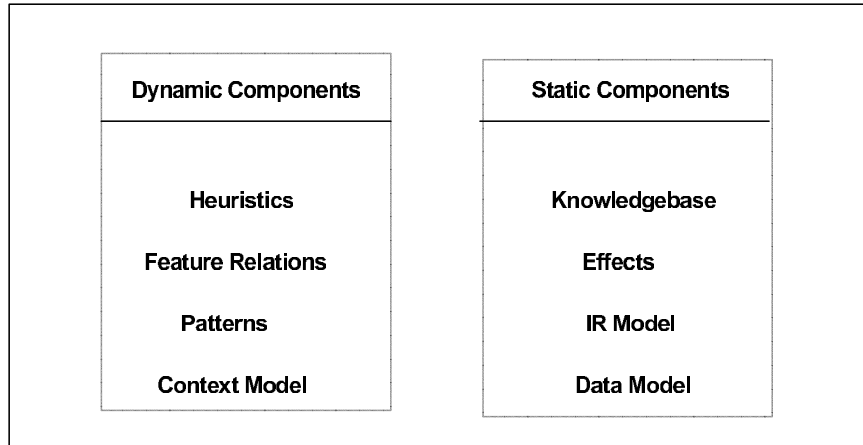 Dynamic Components
Heuristics
Feature Relations
Patterns
Context Model
Static Components
Knowledgebase
Effects
IR Model
Data Model